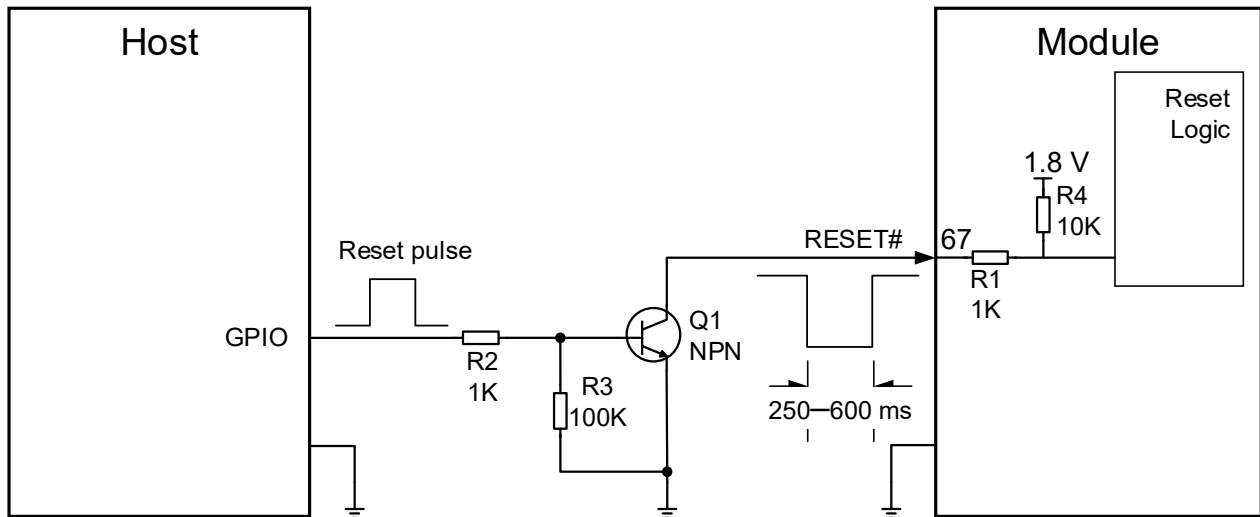 Host
Module
Reset
Logic
1.8 V
R4
10K
RESET#
67
Reset pulse
R1
1K
Q1
NPN
GPIO
R2
1K
R3
100K
250—600 ms